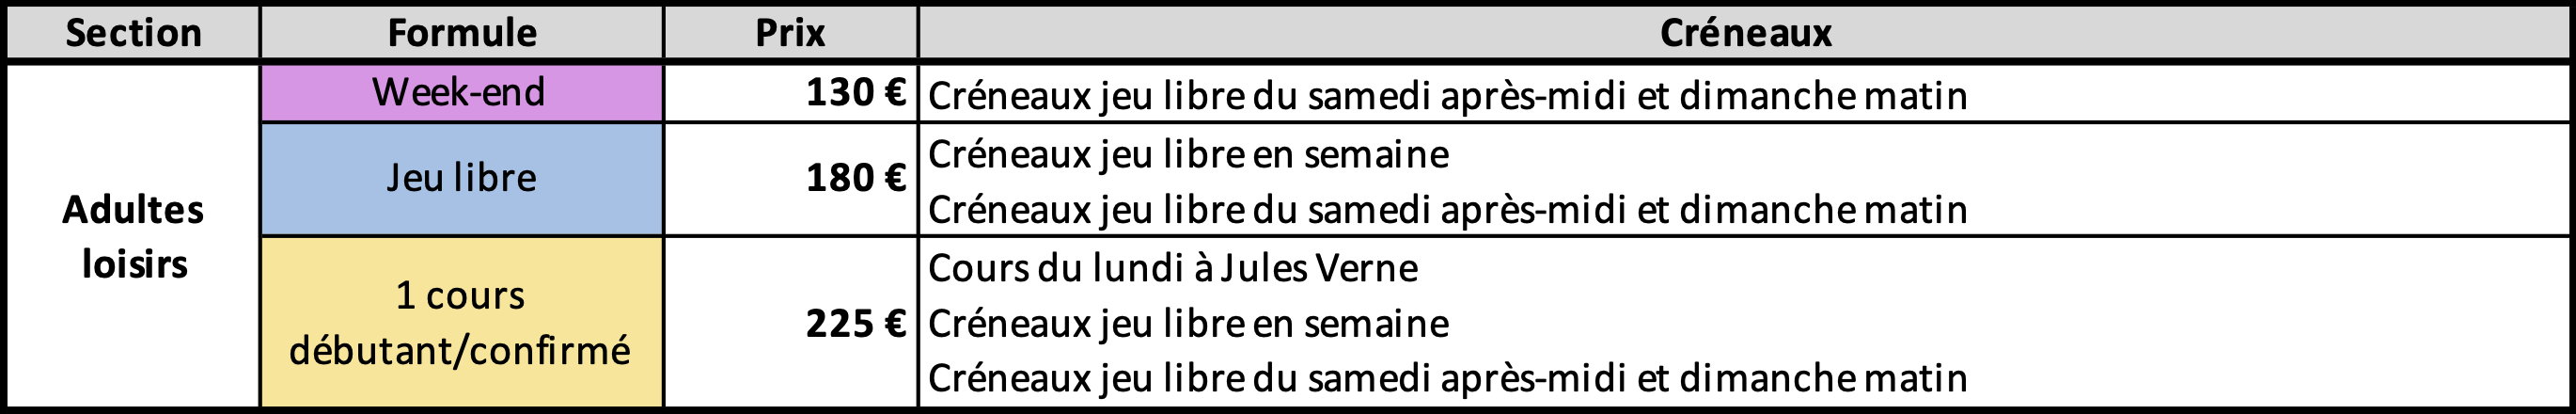 Section Formule Prix Créneaux
Adultes
loisirs
Week-end 130 € Créneaux jeu libre du samedi après-midi et dimanche matin
Jeu libre 180 € Créneaux jeu libre en semaine
Créneaux jeu libre du samedi après-midi et dimanche matin
1 cours
débutant/confirmé
225 €
Cours du lundi à Jules Verne
Créneaux jeu libre en semaine
Créneaux jeu libre du samedi après-midi et dimanche matin